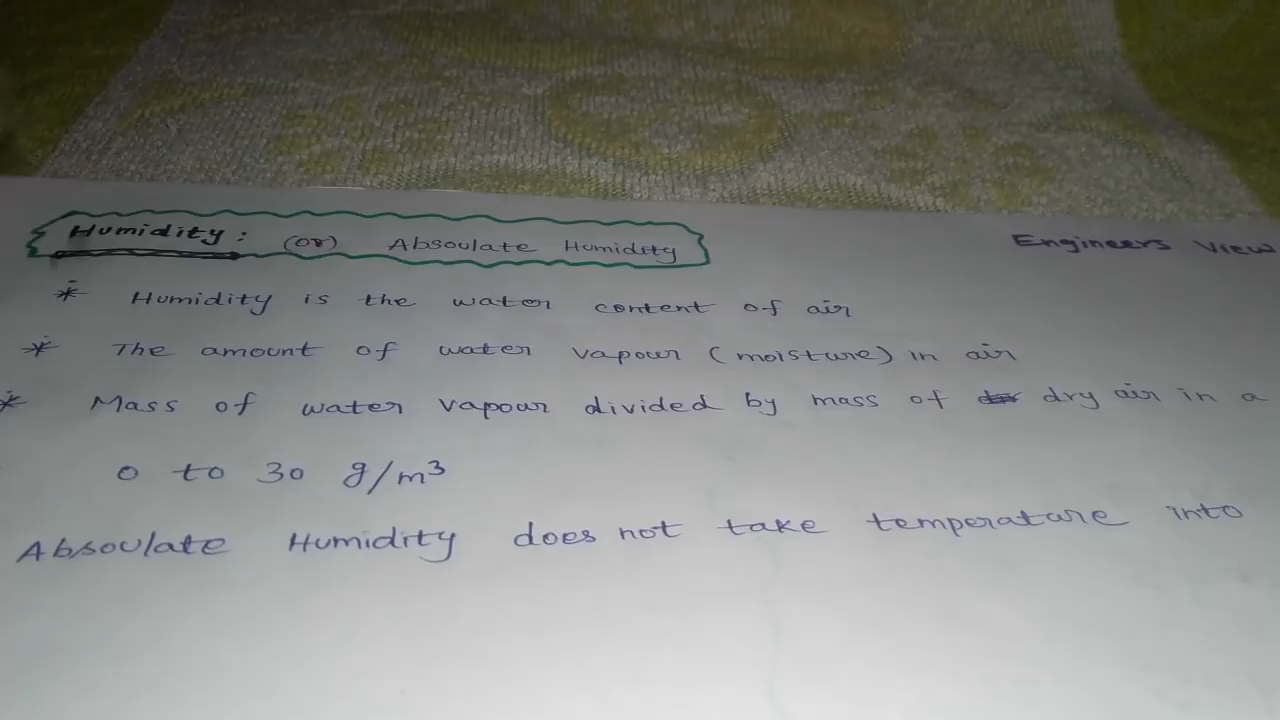 Humidity: (or) Absoulate Humidity
Engineers View
* Humidity is the water content of air
* The amount of water vapour (moisture) in air
* Mass of water vapour divided by mass of dry air in a
0 to 30 g/m³
Absoulate Humidity does not take temperature into